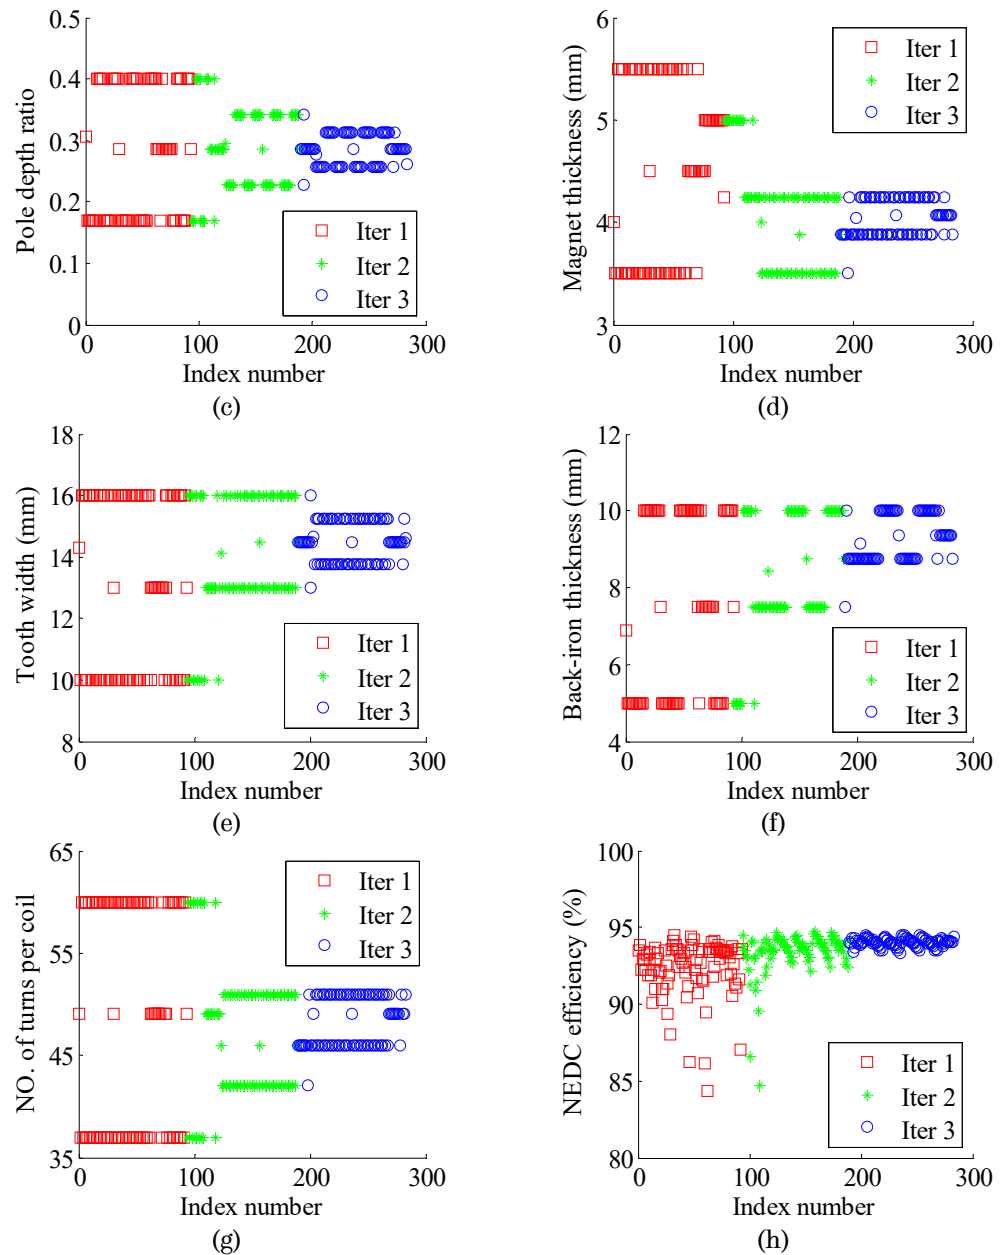 0.5
0.4
0.3
0.2
0.1
0
Pole depth ratio
Iter 1
Iter 2
Iter 3
0 100 200 300
Index number
(c)
6
5
4
3
Magnet thickness (mm)
Iter 1
Iter 2
Iter 3
0 100 200 300
Index number
(d)
18
16
14
12
10
8
Tooth width (mm)
Iter 1
Iter 2
Iter 3
0 100 200 300
Index number
(e)
12
10
8
6
4
Back-iron thickness (mm)
Iter 1
Iter 2
Iter 3
0 100 200 300
Index number
(f)
65
55
45
35
NO. of turns per coil
Iter 1
Iter 2
Iter 3
0 100 200 300
Index number
(g)
100
95
90
85
80
NEDC efficiency (%)
Iter 1
Iter 2
Iter 3
0 100 200 300
Index number
(h)